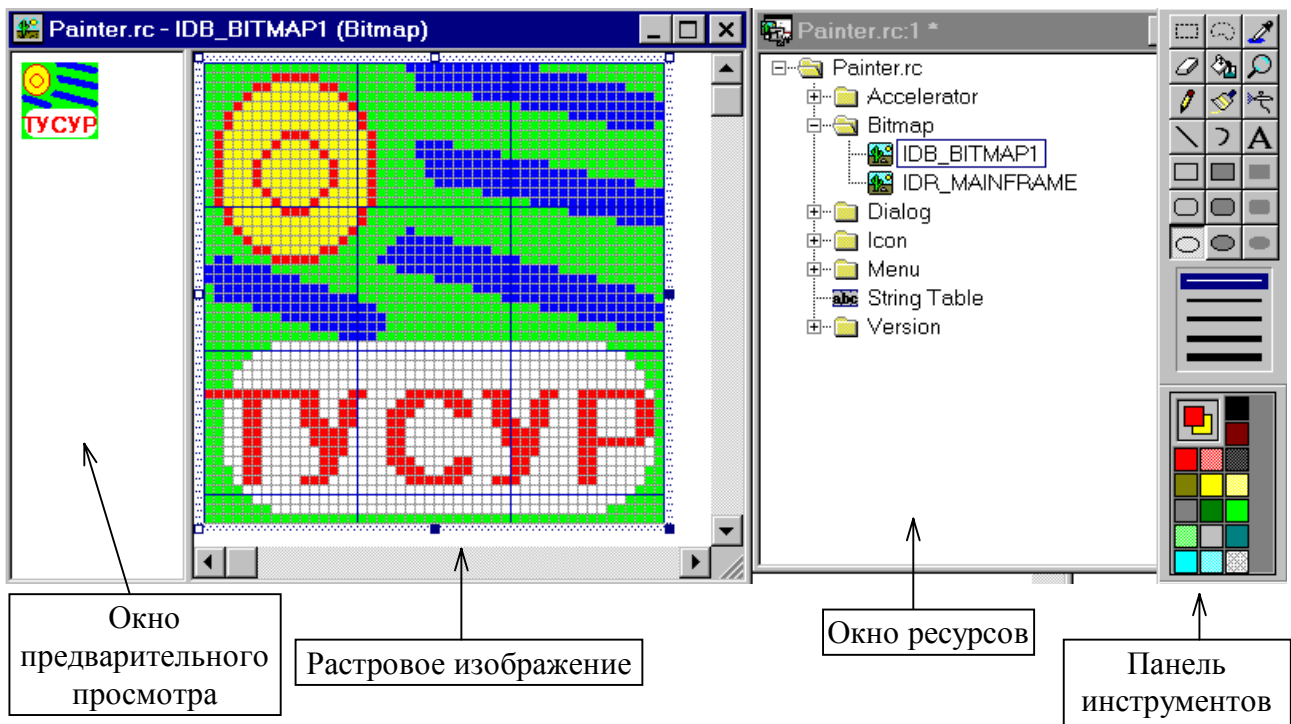 Painter.rc - IDB_BITMAP1 (Bitmap)
ТУСУР
ТУСУР
Painter.rc:1 *
Painter.rc
Accelerator
Bitmap
IDB_BITMAP1
IDR_MAINFRAME
Dialog
Icon
Menu
abc String Table
Version
A
Окно
предварительного
просмотра
Растровое изображение
Окно ресурсов
Панель
инструментов